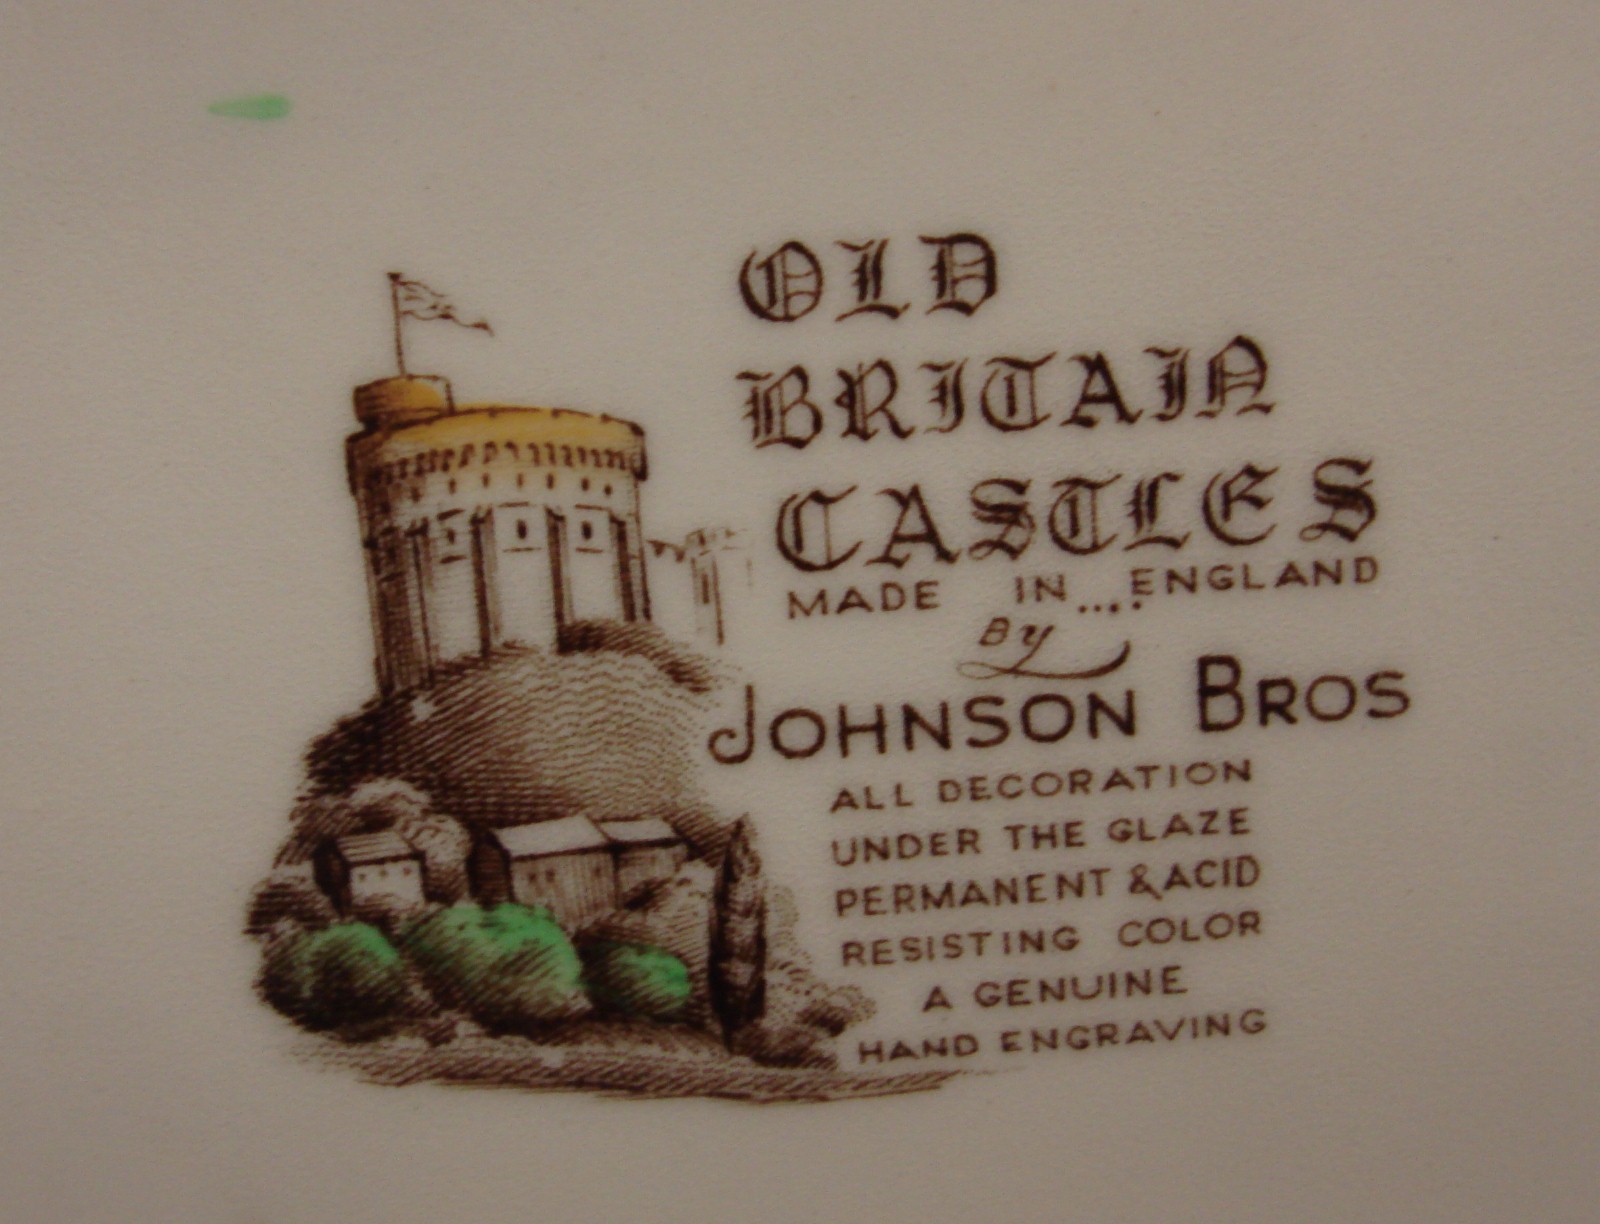 OLD
BRITAIN
CASTLES
MADE IN .... ENGLAND
By
JOHNSON BROS
ALL DECORATION
UNDER THE GLAZE
PERMANENT & ACID
RESISTING COLOR
A GENUINE
HAND ENGRAVING